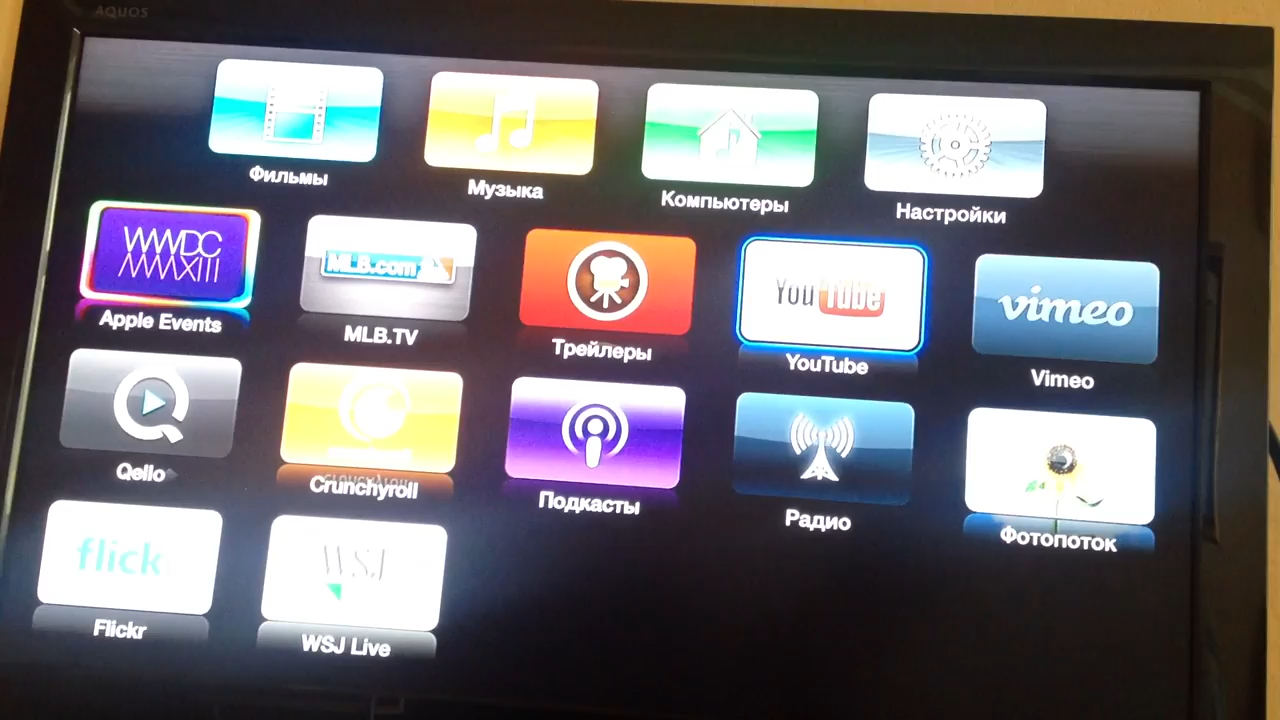 AQUOS
Фильмы
Музыка
Компьютеры
Настройки
WWDC
MMXIII
MLB.com
YouTube
vimeo
Apple Events
MLB.TV
Трейлеры
YouTube
Vimeo
Qello
Crunchyroll
Подкасты
Радио
Фотопоток
flickr
WSJ
Flickr
WSJ Live